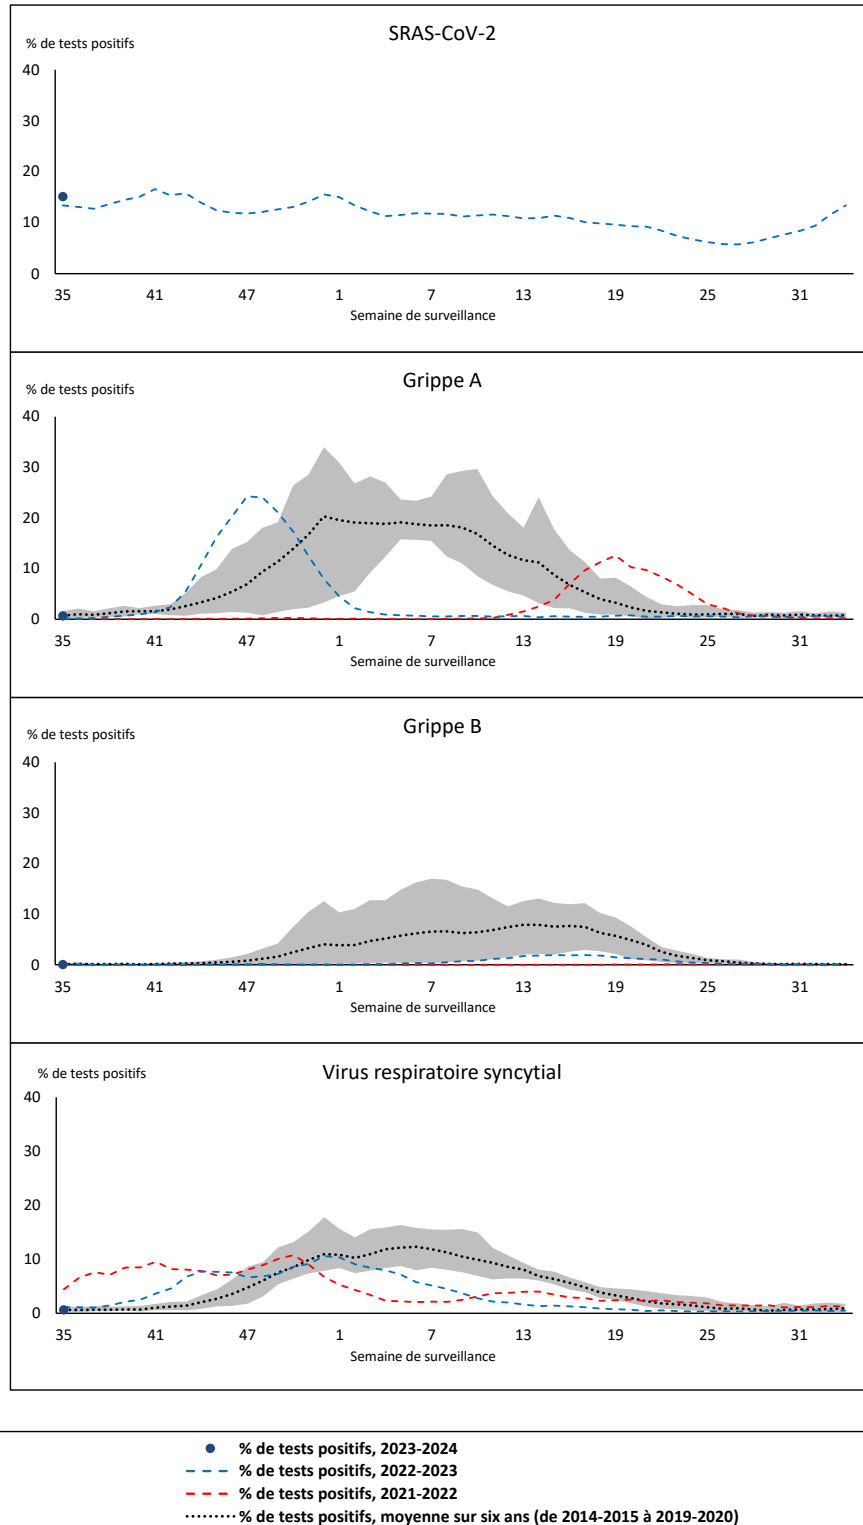 SRAS-CoV-2
% de tests positifs
40
30
20
10
0
35 41 47 1 7 13 19 25 31
Semaine de surveillance
Grippe A
% de tests positifs
40
30
20
10
0
35 41 47 1 7 13 19 25 31
Semaine de surveillance
Grippe B
% de tests positifs
40
30
20
10
0
35 41 47 1 7 13 19 25 31
Semaine de surveillance
Virus respiratoire syncytial
% de tests positifs
40
30
20
10
0
35 41 47 1 7 13 19 25 31
Semaine de surveillance
% de tests positifs, 2023-2024
% de tests positifs, 2022-2023
% de tests positifs, 2021-2022
% de tests positifs, moyenne sur six ans (de 2014-2015 à 2019-2020)